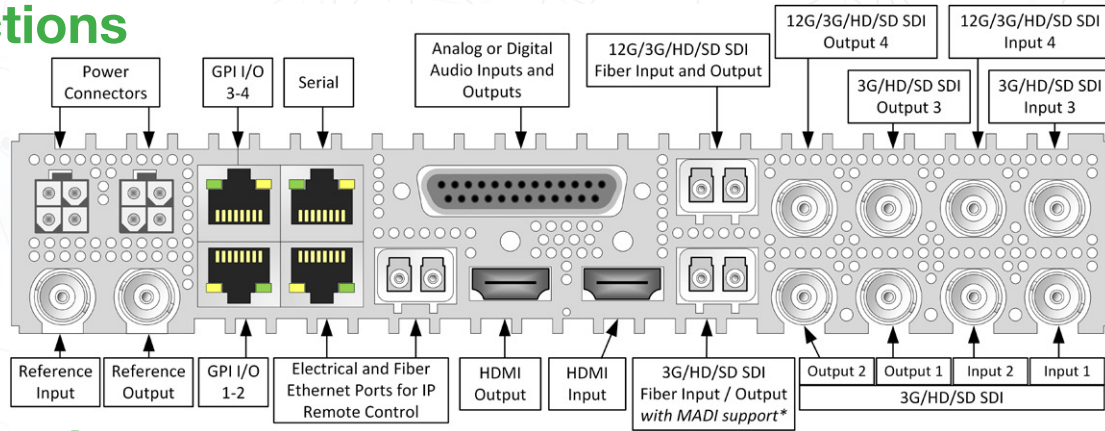 ctions
12G/3G/HD/SD SDI
Output 4
12G/3G/HD/SD SDI
Input 4
Power
Connectors
GPI I/O
3-4
Serial
Analog or Digital
Audio Inputs and
Outputs
12G/3G/HD/SD SDI
Fiber Input and Output
3G/HD/SD SDI
Output 3
3G/HD/SD SDI
Input 3
Reference
Input
Reference
Output
GPI I/O
1-2
Electrical and Fiber
Ethernet Ports for IP
Remote Control
HDMI
Output
HDMI
Input
3G/HD/SD SDI
Fiber Input / Output
with MADI support*
Output 2
Output 1
Input 2
Input 1
3G/HD/SD SDI